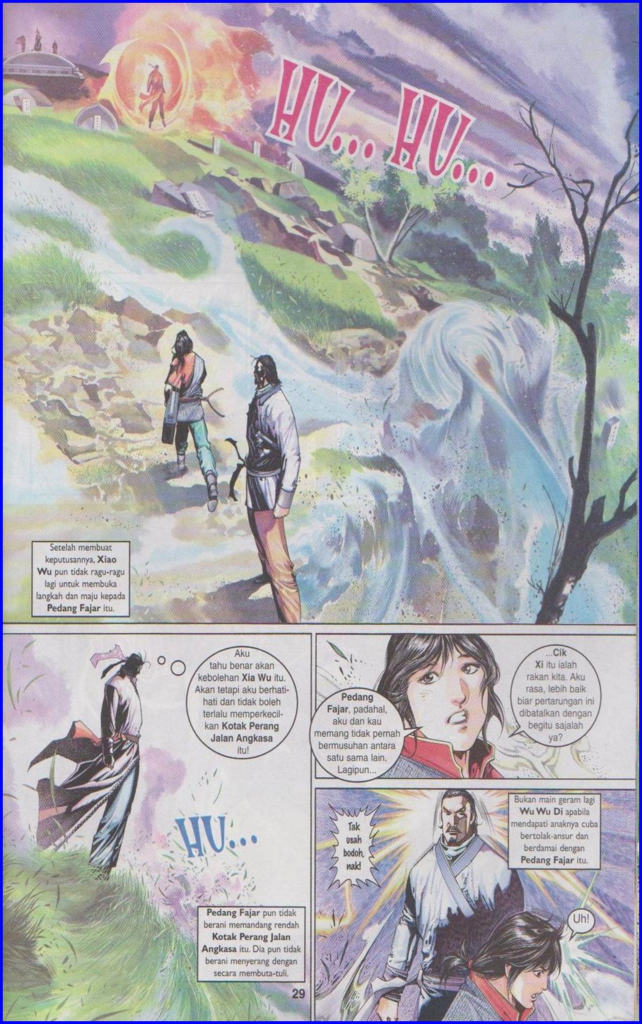 HU... HU...
Setelah membuat
keputusannya, Xiao
Wu pun tidak ragu-ragu
lagi untuk membuka
langkah dan maju kepada
Pedang Fajar itu.
Aku
tahu benar akan
kebolehan Xia Wu itu.
Akan tetapi aku berhati-
hati dan tidak boleh
terlalu memperkecil-
kan Kotak Perang
Jalan Angkasa
itu!
HU...
Pedang Fajar pun tidak
berani memandang rendah
Kotak Perang Jalan
Angkasa itu. Dia pun tidak
berani menyerang dengan
secara membuta-tuli.
Pedang
Fajar, padahal,
aku dan kau
memang tidak pernah
bermusuhan antara
satu sama lain.
Lagipun...
...Cik
Xi itu ialah
rakan kita. Aku
rasa, lebih baik
biar pertarungan ini
dibatalkan dengan
begitu sajalah
ya?
Tak
usah
bodoh,
nak!
Bukan main geram lagi
Wu Wu Di apabila
mendapati anaknya cuba
bertolak-ansur dan
berdamai dengan
Pedang Fajar itu.
Uh!
29